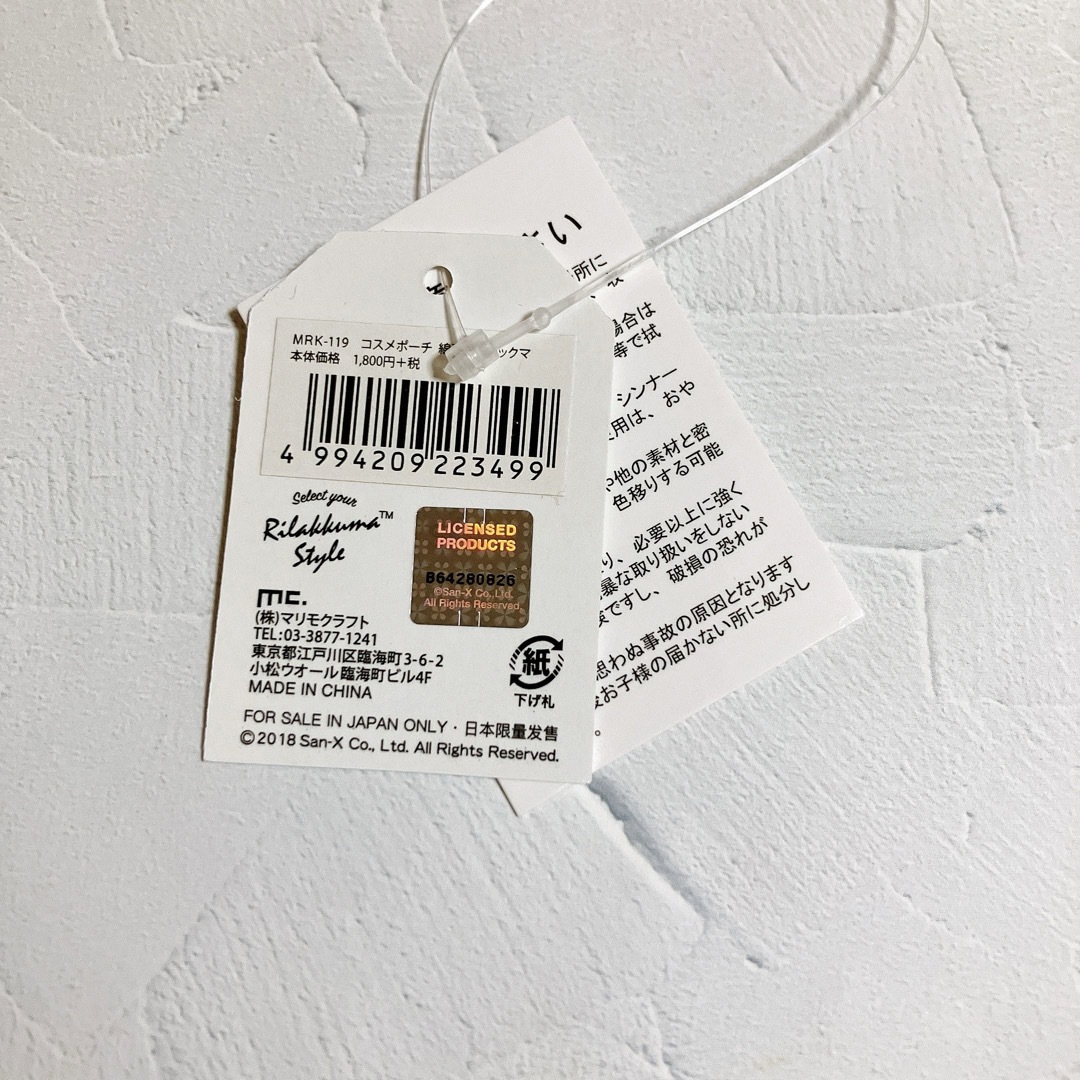 MRK-119 コスメポーチ ックマ
本体価格 1,800円+税
4 994209 223499
Select your
Rilakkuma™
Style
LICENSED
PRODUCTS
B64280826
©San-X Co., Ltd.
All Rights Reserved.
mc.
(株)マリモクラフト
TEL:03-3877-1241
東京都江戸川区臨海町3-6-2
小松ウオール臨海町ビル4F
MADE IN CHINA
紙
下げ札
FOR SALE IN JAPAN ONLY・日本限量发售
©2018 San-X Co., Ltd. All Rights Reserved.
さい
所に
場合は
等で拭
シンナー
用は、おや
や他の素材と密
色移りする可能
り、必要以上に強く
暴な取り扱いをしない
険ですし、破損の恐れが
思わぬ事故の原因となります
後お子様の届かない所に処分し
。